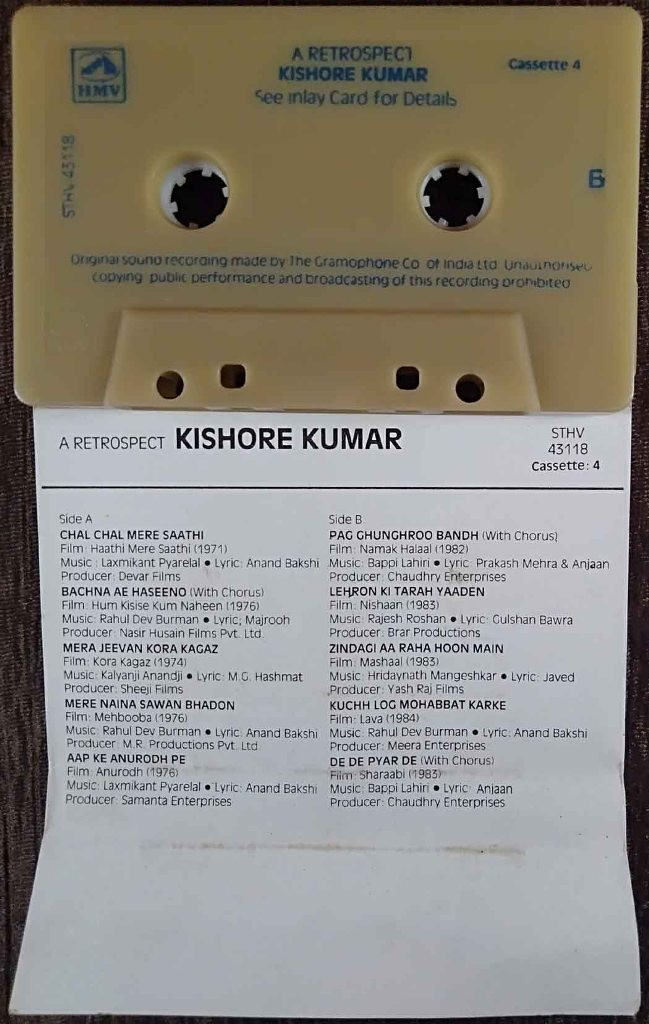 HMV
A RETROSPECT
KISHORE KUMAR
See inlay Card for Details
Cassette 4
STHV 43118
B
Original sound recording made by The Gramophone Co. of India Ltd. Unauthorised
copying public performance and broadcasting of this recording prohibited
A RETROSPECT KISHORE KUMAR
STHV
43118
Cassette: 4
Side A
CHAL CHAL MERE SAATHI
Film: Haathi Mere Saathi (1971)
Music : Laxmikant Pyarelal ● Lyric: Anand Bakshi
Producer: Devar Films
BACHNA AE HASEENO (With Chorus)
Film: Hum Kisise Kum Naheen (1976)
Music: Rahul Dev Burman ● Lyric; Majrooh
Producer: Nasir Husain Films Pvt. Ltd.
MERA JEEVAN KORA KAGAZ
Film: Kora Kagaz (1974)
Music: Kalyanji Anandji ● Lyric: M.G. Hashmat
Producer: Sheeji Films
MERE NAINA SAWAN BHADON
Film: Mehbooba (1976)
Music: Rahul Dev Burman ● Lyric: Anand Bakshi
Producer: M.R. Productions Pvt. Ltd
AAP KE ANURODH PE
Film: Anurodh (1976)
Music: Laxmikant Pyarelal ● Lyric: Anand Bakshi
Producer: Samanta Enterprises
Side B
PAG GHUNGHROO BANDH (With Chorus)
Film: Namak Halaal (1982)
Music: Bappi Lahiri ● Lyric: Prakash Mehra & Anjaan
Producer: Chaudhry Enterprises
LEHRON KI TARAH YAADEN
Film: Nishaan (1983)
Music: Rajesh Roshan ● Lyric: Gulshan Bawra
Producer: Brar Productions
ZINDAGI AA RAHA HOON MAIN
Film: Mashaal (1983)
Music: Hridaynath Mangeshkar ● Lyric: Javed
Producer: Yash Raj Films
KUCHH LOG MOHABBAT KARKE
Film: Lava (1984)
Music: Rahul Dev Burman ● Lyric: Anand Bakshi
Producer: Meera Enterprises
DE DE PYAR DE (With Chorus)
Film: Sharaabi (1983)
Music: Bappi Lahiri ● Lyric: Anjaan
Producer: Chaudhry Enterprises